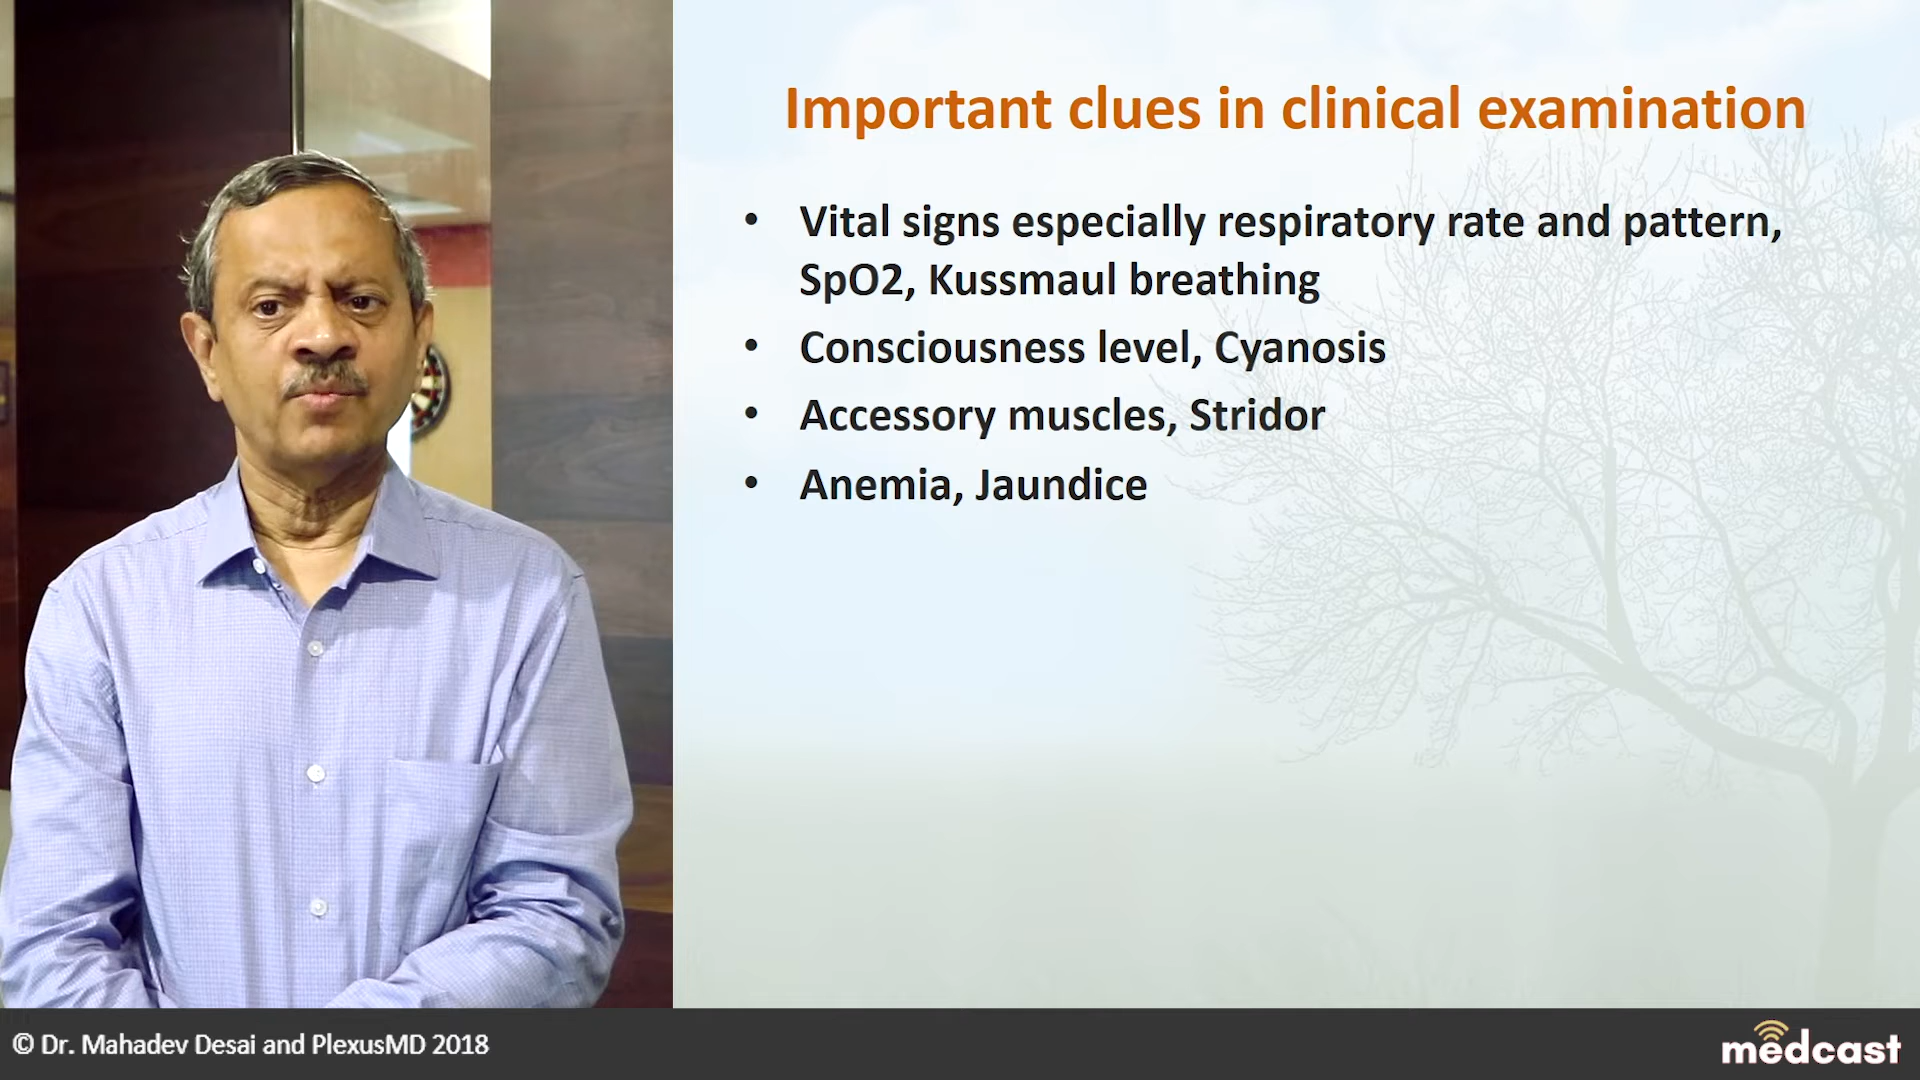 Important clues in clinical examination
• Vital signs especially respiratory rate and pattern,
SpO2, Kussmaul breathing
• Consciousness level, Cyanosis
• Accessory muscles, Stridor
• Anemia, Jaundice
© Dr. Mahadev Desai and PlexusMD 2018
medcast